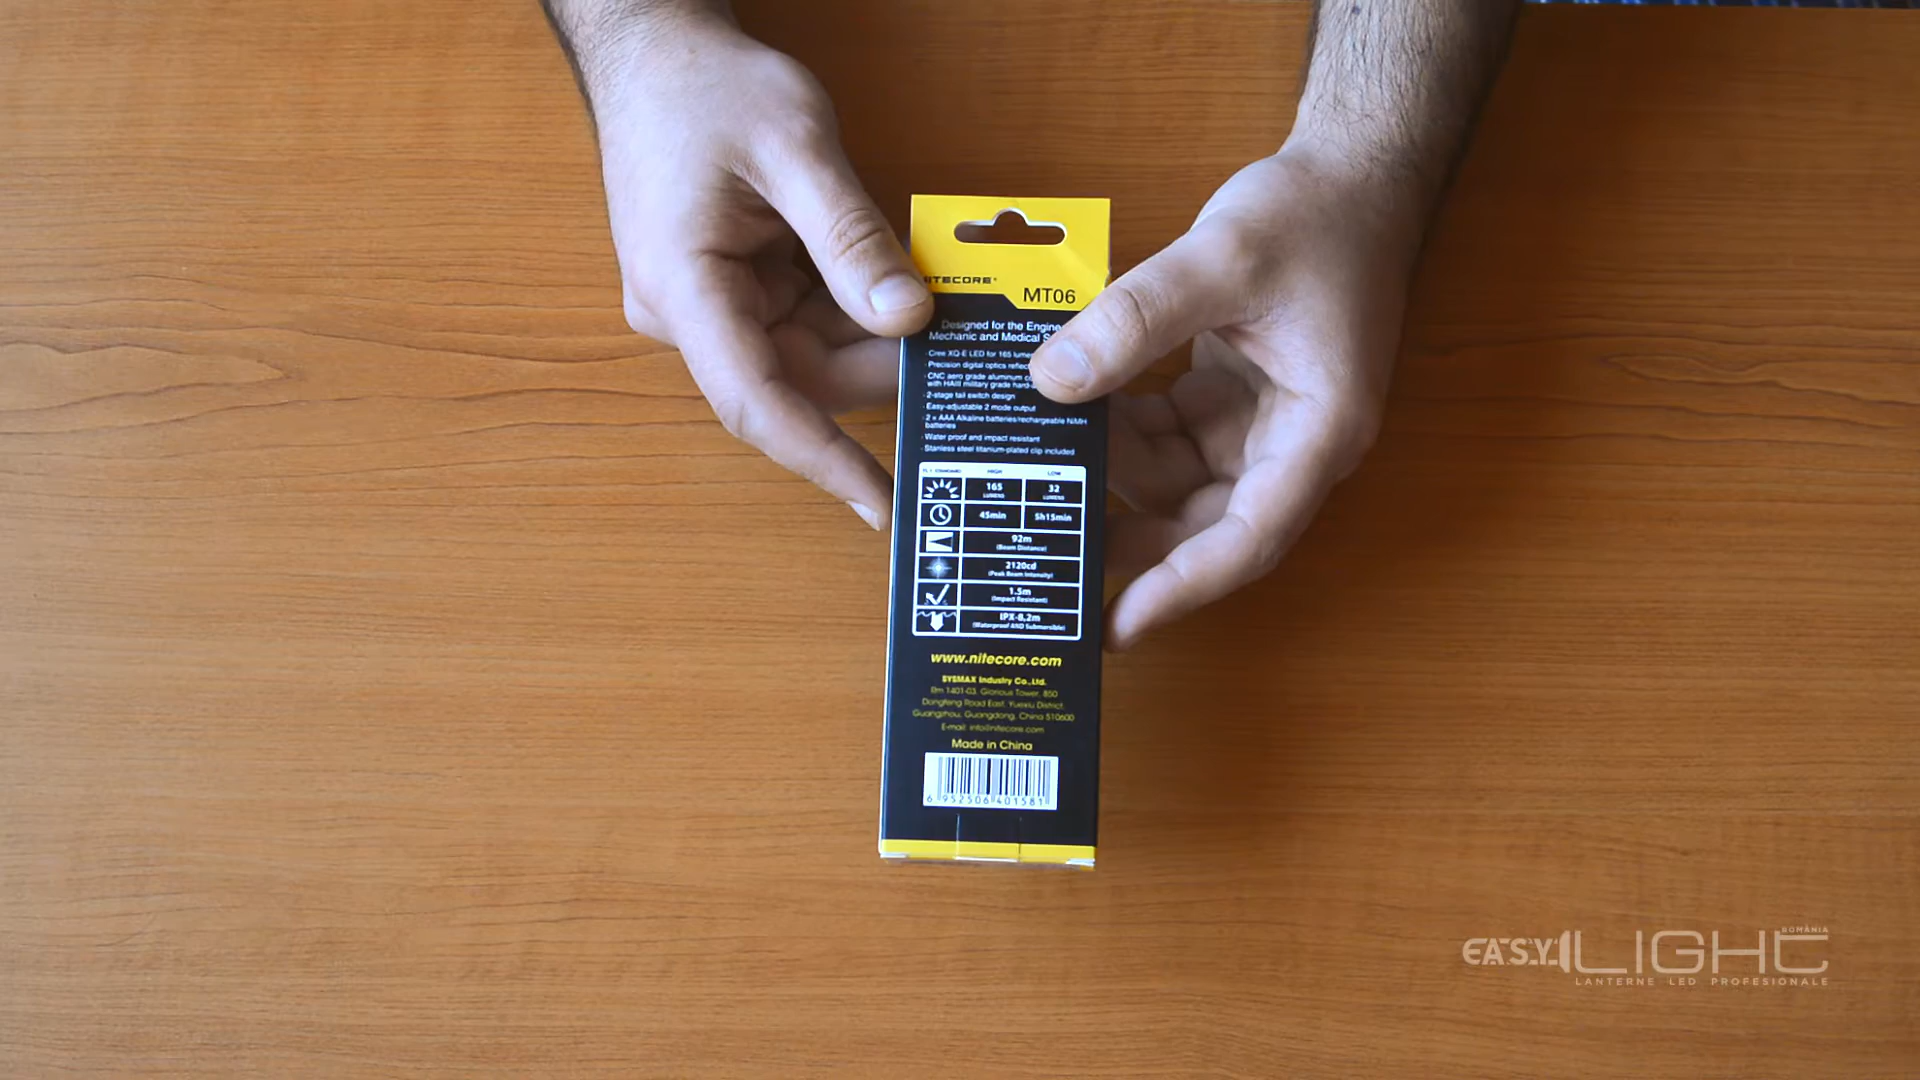 NITECORE®
MT06
Designed for the Engine
Mechanic and Medical S
· Cree XQ-E LED for 165 lume
· Precision digital optics reflec
· CNC aero grade aluminum
with HAIII military grade hard-
· 2-stage tail switch design
· Easy-adjustable 2 mode output
· 2 × AAA Alkaline batteries/rechargeable NiMH
batteries
· Water proof and impact resistant
· Stanless steel titanium-plated clip included
FL 1 STANDARD HIGH LOW
165 LUMENS 32 LUMENS
45min 5h15min
92m
(Beam Distance)
2120cd
(Peak Beam Intensity)
1.5m
(Impact Resistant)
IPX-8,2m
(Waterproof AND Submersible)
www.nitecore.com
SYSMAX Industry Co.,Ltd.
Rm 1401-03, Glorious Tower, 850
Dongfeng Road East, Yuexiu District,
Guangzhou, Guangdong, China 510600
E-mail: info@nitecore.com
Made in China
6 952506 401581
ROMÂNIA
EASY LIGHT
LANTERNE LED PROFESIONALE